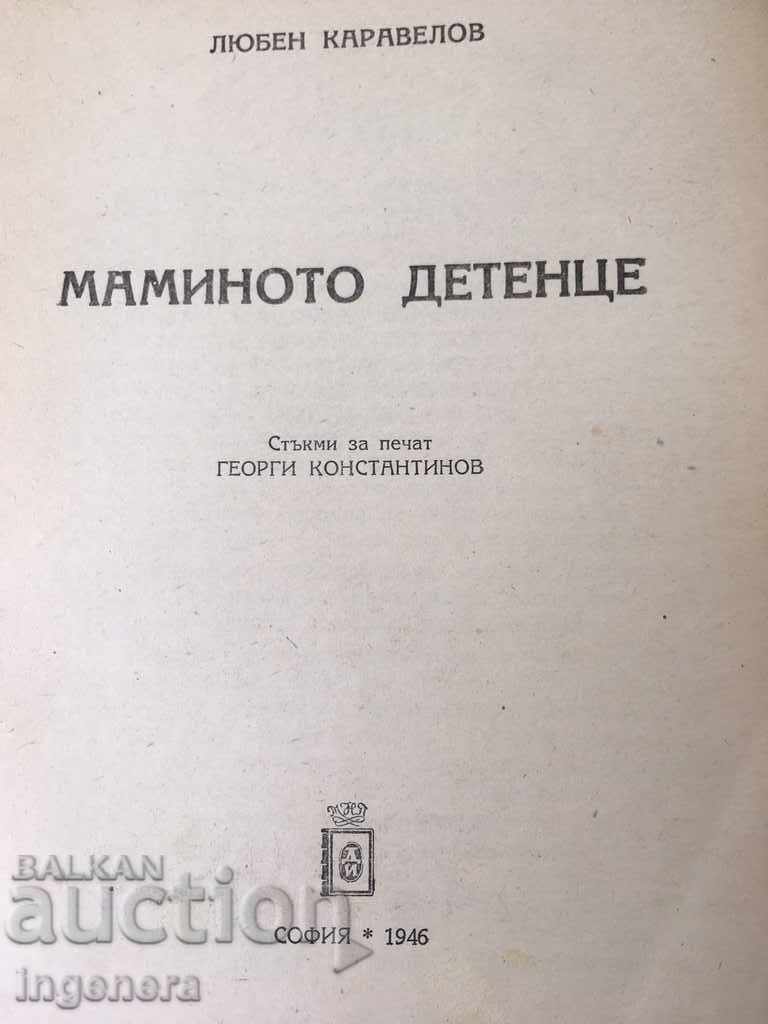 ЛЮБЕН КАРАВЕЛОВ
МАМИНОТО ДЕТЕНЦЕ
Стъкми за печат
ГЕОРГИ КОНСТАНТИНОВ
СОФИЯ * 1946
BALKAN
auction
ingenera